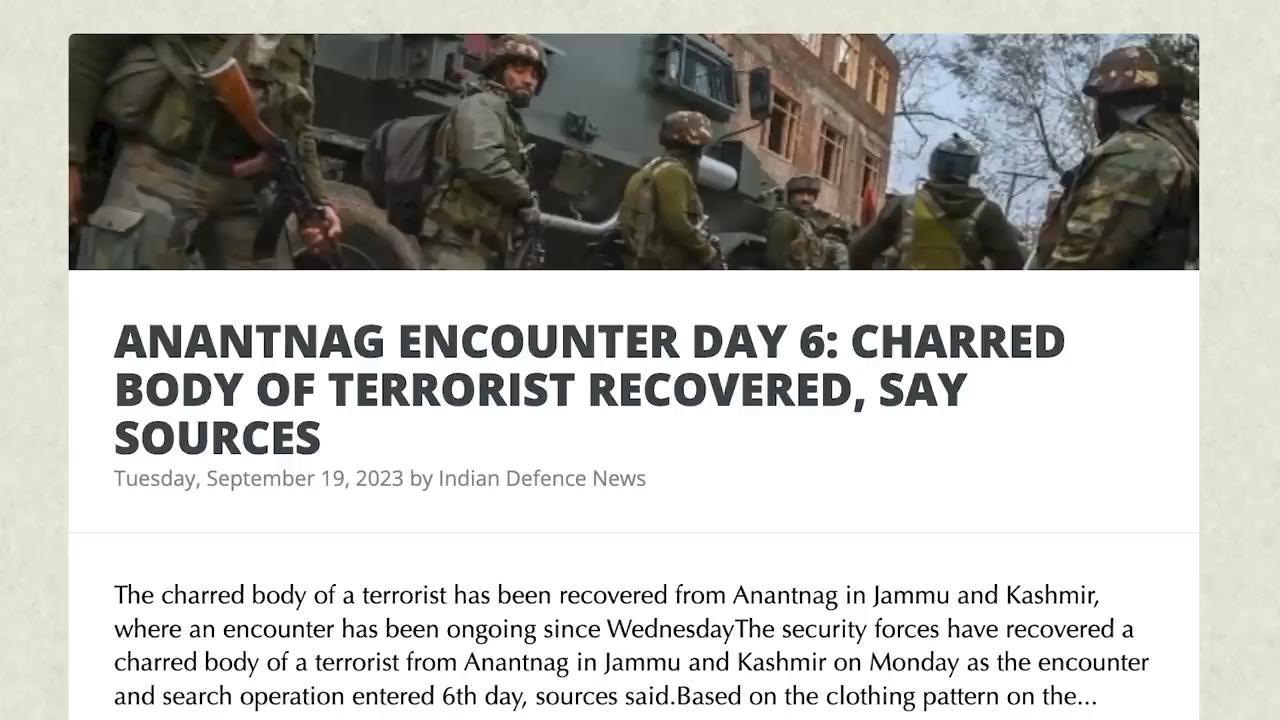 ANANTNAG ENCOUNTER DAY 6: CHARRED
BODY OF TERRORIST RECOVERED, SAY
SOURCES
Tuesday, September 19, 2023 by Indian Defence News
The charred body of a terrorist has been recovered from Anantnag in Jammu and Kashmir,
where an encounter has been ongoing since WednesdayThe security forces have recovered a
charred body of a terrorist from Anantnag in Jammu and Kashmir on Monday as the encounter
and search operation entered 6th day, sources said.Based on the clothing pattern on the...